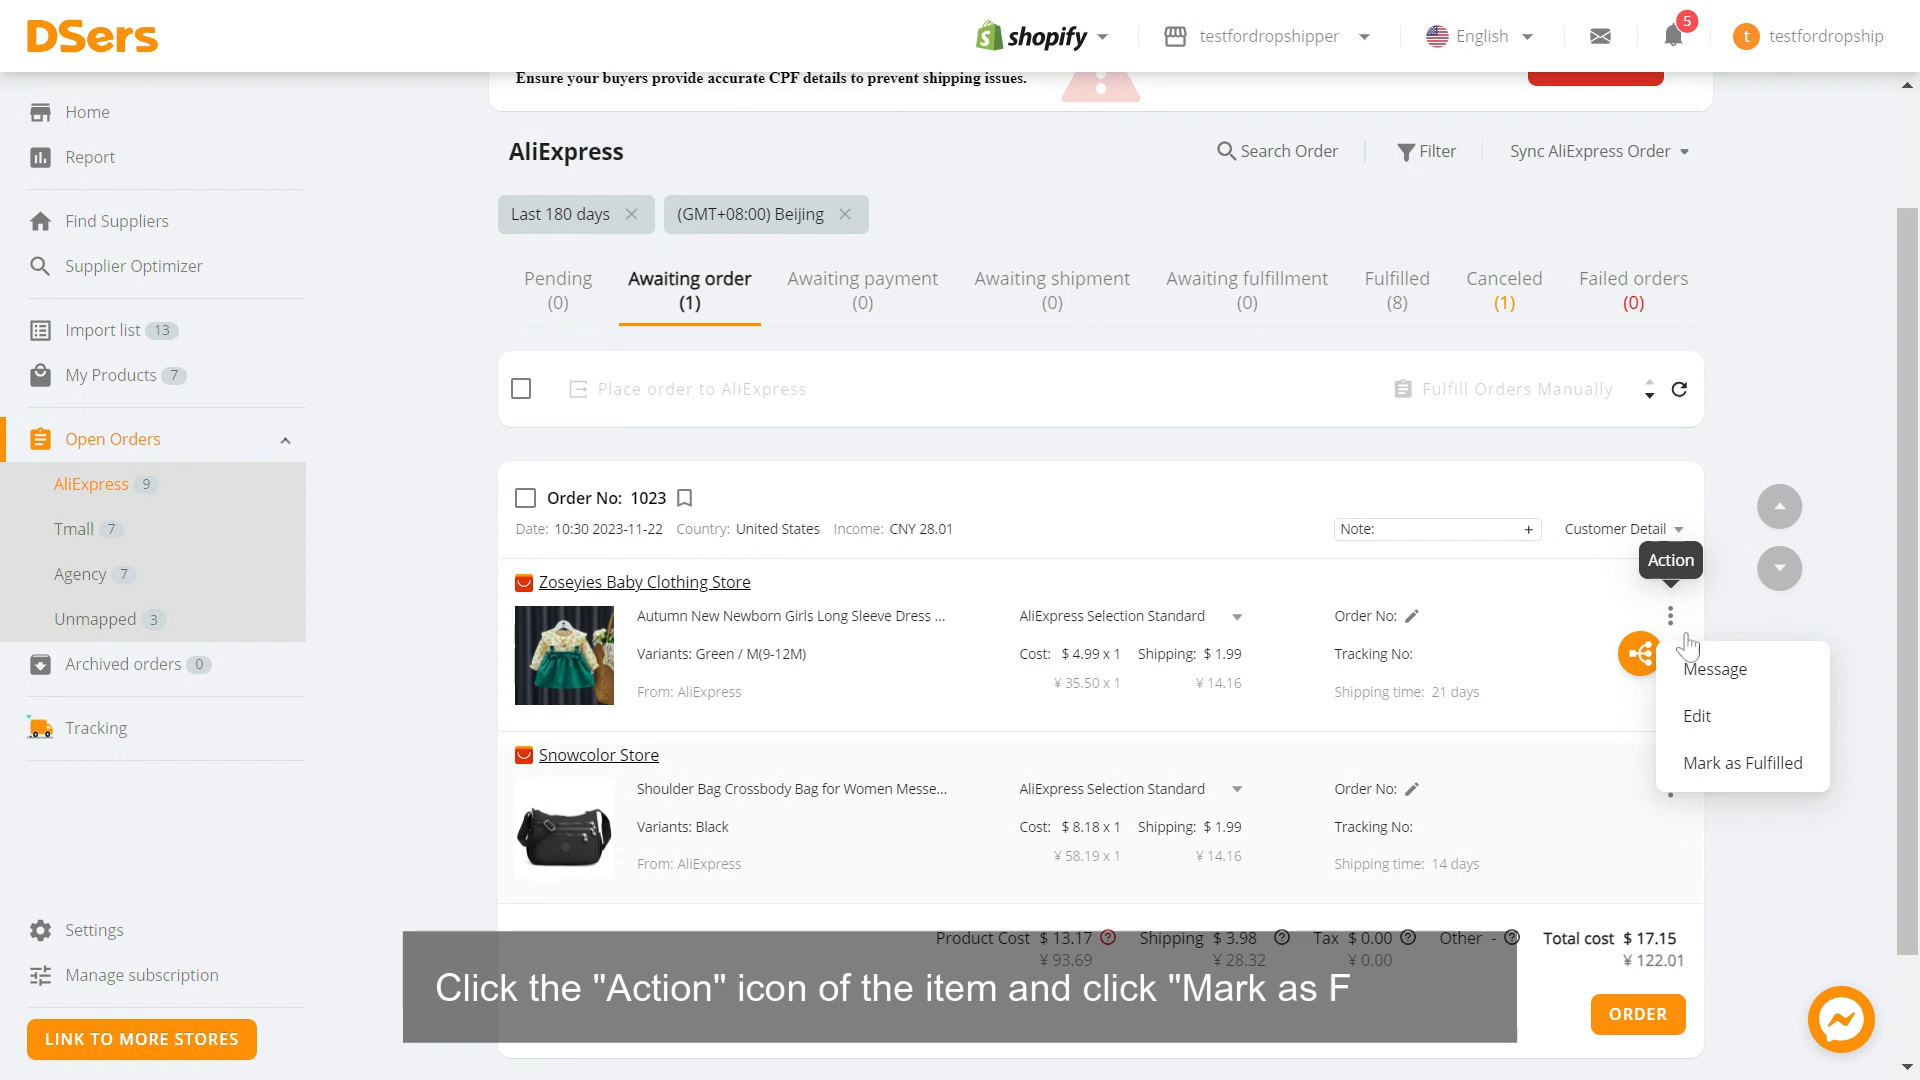 DSers
shopify
testfordropshipper
English
5
t
testfordropship
Ensure your buyers provide accurate CPF details to prevent shipping issues.
Home
Report
Find Suppliers
Supplier Optimizer
Import list 13
My Products 7
Open Orders
AliExpress 9
Tmall 7
Agency 7
Unmapped 3
Archived orders 0
Tracking
Settings
Manage subscription
LINK TO MORE STORES
AliExpress
Search Order
Filter
Sync AliExpress Order
Last 180 days
(GMT+08:00) Beijing
Pending
(0)
Awaiting order
(1)
Awaiting payment
(0)
Awaiting shipment
(0)
Awaiting fulfillment
(0)
Fulfilled
(8)
Canceled
(1)
Failed orders
(0)
Place order to AliExpress
Fulfill Orders Manually
Order No: 1023
Date: 10:30 2023-11-22 Country: United States Income: CNY 28.01
Note: +
Customer Detail
Action
Zoseyies Baby Clothing Store
Autumn New Newborn Girls Long Sleeve Dress ...
Variants: Green / M(9-12M)
From: AliExpress
AliExpress Selection Standard
Cost: $ 4.99 x 1 Shipping: $ 1.99
¥ 35.50 x 1 ¥ 14.16
Order No:
Tracking No:
Shipping time: 21 days
Message
Edit
Mark as Fulfilled
Snowcolor Store
Shoulder Bag Crossbody Bag for Women Messe...
Variants: Black
From: AliExpress
AliExpress Selection Standard
Cost: $ 8.18 x 1 Shipping: $ 1.99
¥ 58.19 x 1 ¥ 14.16
Order No:
Tracking No:
Shipping time: 14 days
Product Cost $ 13.17 Shipping $ 3.98 Tax $ 0.00 Other - Total cost $ 17.15
¥ 93.69 ¥ 28.32 ¥ 0.00 ¥ 122.01
Click the "Action" icon of the item and click "Mark as F
ORDER